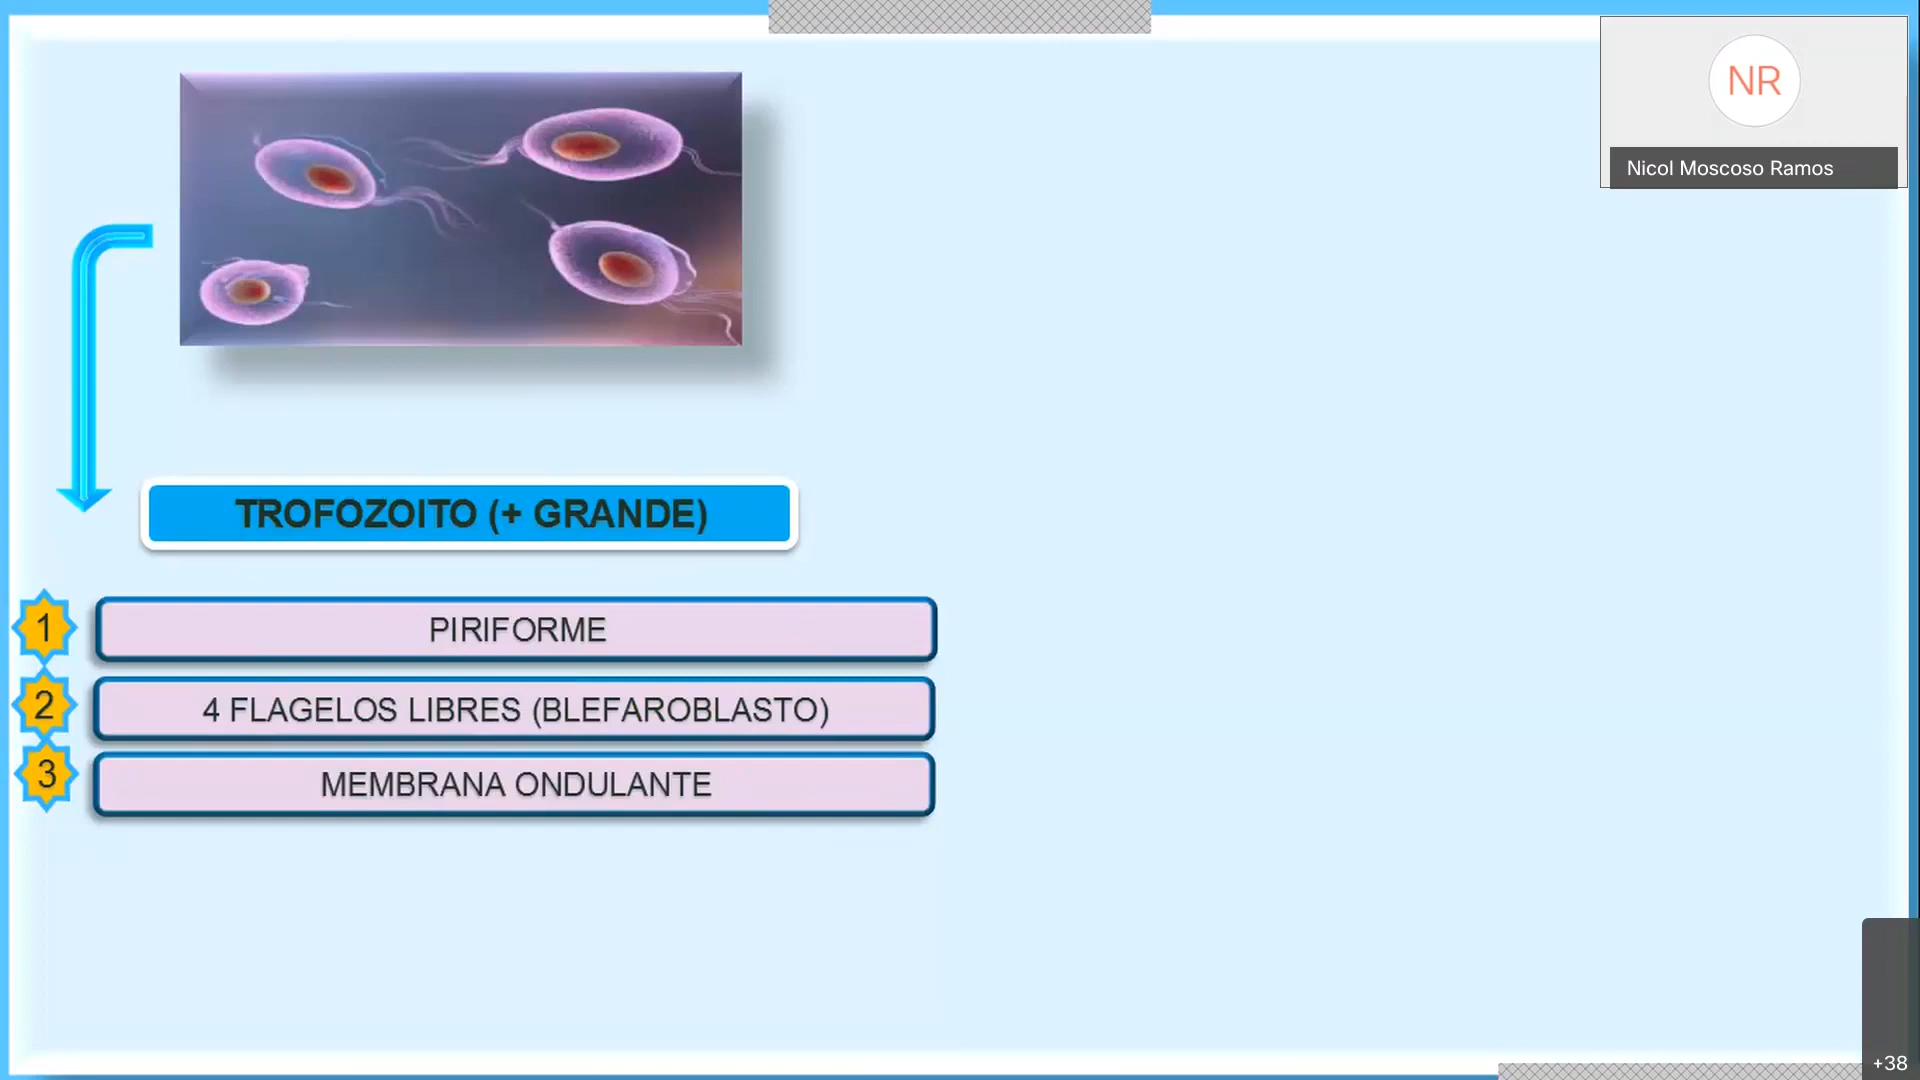 NR
Nicol Moscoso Ramos
TROFOZOITO (+ GRANDE)
1
PIRIFORME
2
4 FLAGELOS LIBRES (BLEFAROBLASTO)
3
MEMBRANA ONDULANTE
+38